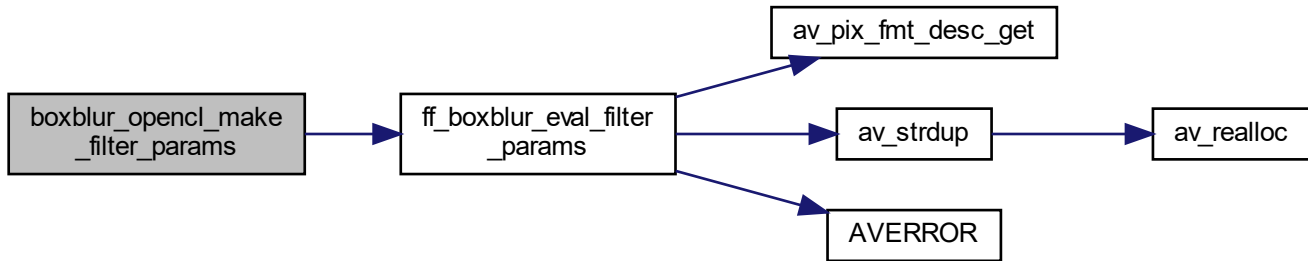 boxblur_opencl_make
_filter_params
ff_boxblur_eval_filter
_params
av_pix_fmt_desc_get
av_strdup
av_realloc
AVERROR